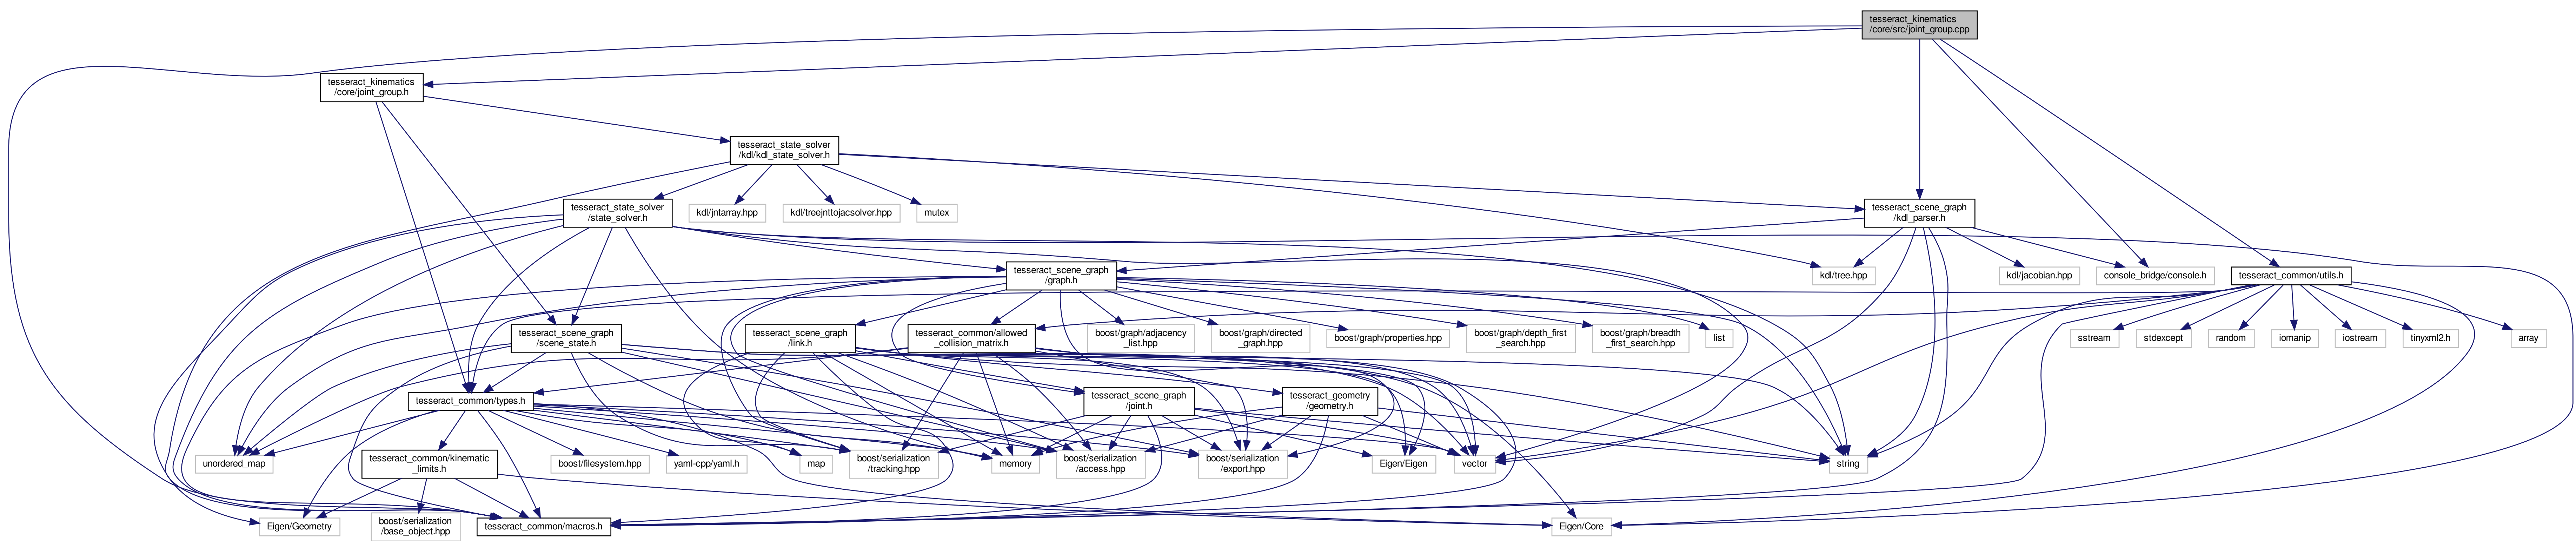 tesseract_kinematics
/core/src/joint_group.cpp
tesseract_kinematics
/core/joint_group.h
tesseract_state_solver
/kdl/kdl_state_solver.h
tesseract_state_solver
/state_solver.h
kdl/jntarray.hpp
kdl/treejnttojacsolver.hpp
mutex
tesseract_scene_graph
/kdl_parser.h
tesseract_scene_graph
/graph.h
kdl/tree.hpp
kdl/jacobian.hpp
console_bridge/console.h
tesseract_common/utils.h
tesseract_scene_graph
/scene_state.h
tesseract_scene_graph
/link.h
tesseract_common/allowed
_collision_matrix.h
boost/graph/adjacency
_list.hpp
boost/graph/directed
_graph.hpp
boost/graph/properties.hpp
boost/graph/depth_first
_search.hpp
boost/graph/breadth
_first_search.hpp
list
sstream
stdexcept
random
iomanip
iostream
tinyxml2.h
array
tesseract_common/types.h
tesseract_scene_graph
/joint.h
tesseract_geometry
/geometry.h
unordered_map
tesseract_common/kinematic
_limits.h
boost/filesystem.hpp
yaml-cpp/yaml.h
map
boost/serialization
/tracking.hpp
memory
boost/serialization
/access.hpp
boost/serialization
/export.hpp
Eigen/Eigen
vector
string
Eigen/Geometry
boost/serialization
/base_object.hpp
tesseract_common/macros.h
Eigen/Core